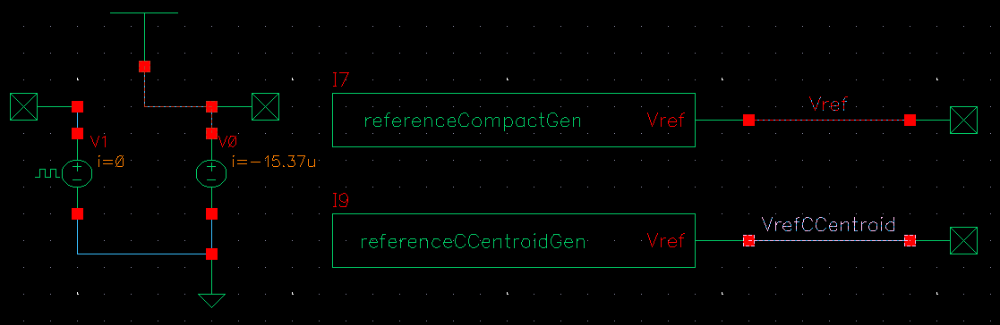 I7
referenceCompactGen Vref
Vref
V1
i=0
V0
i=-15.37u
I9
referenceCCentroidGen Vref
VrefCCentroid